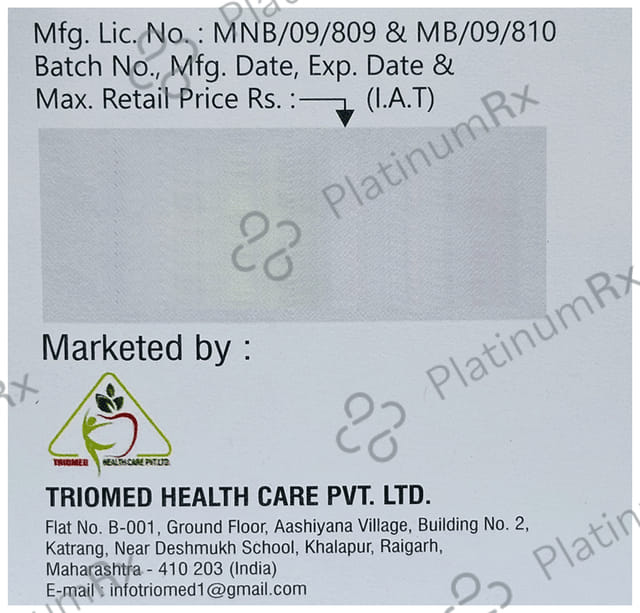 Mfg. Lic. No. : MNB/09/809 & MB/09/810
Batch No., Mfg. Date, Exp. Date &
Max. Retail Price Rs. : (I.A.T)
PlatinumRx
PlatinumRx
Marketed by :
TRIOMED HEALTH CARE PVT.LTD.
TRIOMED HEALTH CARE PVT. LTD.
Flat No. B-001, Ground Floor, Aashiyana Village, Building No. 2,
Katrang, Near Deshmukh School, Khalapur, Raigarh,
Maharashtra - 410 203 (India)
E-mail : infotriomed1@gmail.com